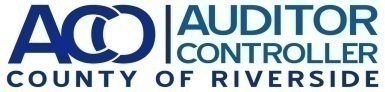 ACO AUDITOR
CONTROLLER
COUNTY OF RIVERSIDE